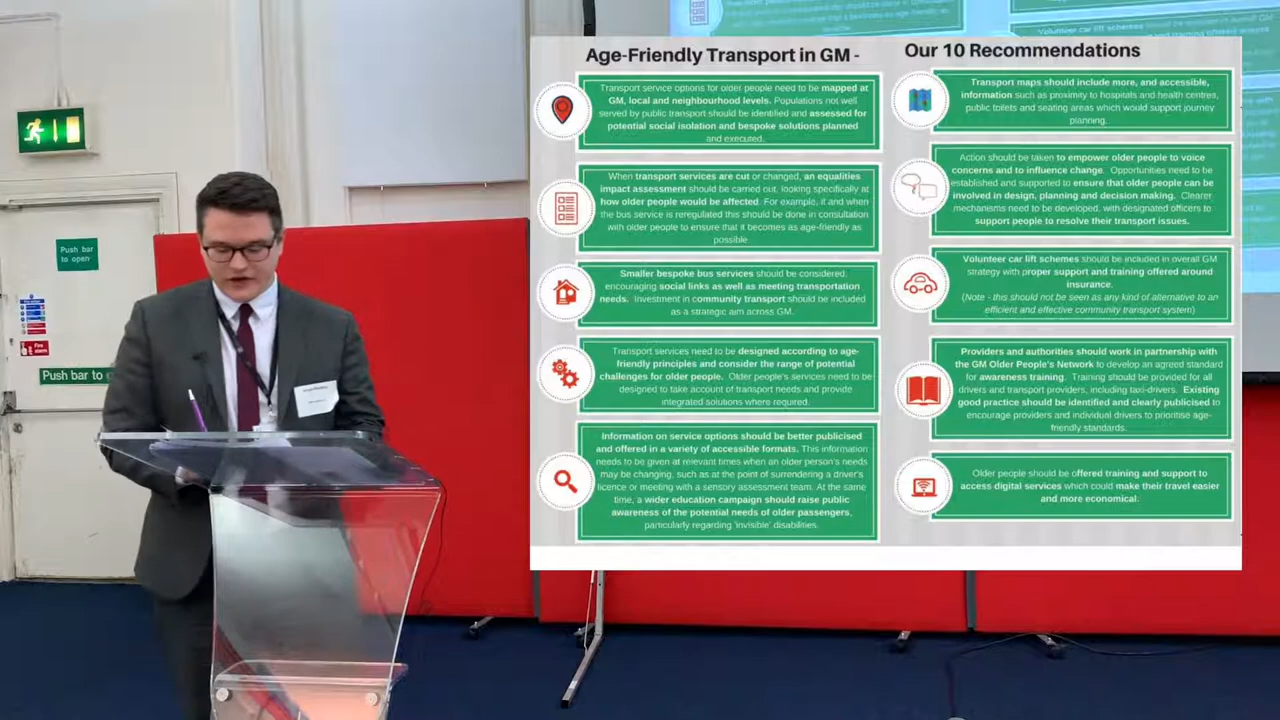 Push bar
to open
Fire alarm
Push bar to
Age-Friendly Transport in GM -
Transport service options for older people need to be mapped at
GM, local and neighbourhood levels. Populations not well
served by public transport should be identified and assessed for
potential social isolation and bespoke solutions planned
and executed.
When transport services are cut or changed, an equalities
impact assessment should be carried out, looking specifically at
how older people would be affected. For example, if and when
the bus service is reregulated this should be done in consultation
with older people to ensure that it becomes as age-friendly as
possible
Smaller bespoke bus services should be considered,
encouraging social links as well as meeting transportation
needs. Investment in community transport should be included
as a strategic aim across GM.
Transport services need to be designed according to age-
friendly principles and consider the range of potential
challenges for older people. Older people's services need to be
designed to take account of transport needs and provide
integrated solutions where required.
Information on service options should be better publicised
and offered in a variety of accessible formats. This information
needs to be given at relevant times when an older person's needs
may be changing, such as at the point of surrendering a driver's
licence or meeting with a sensory assessment team. At the same
time, a wider education campaign should raise public
awareness of the potential needs of older passengers,
particularly regarding 'invisible' disabilities.
Our 10 Recommendations
Transport maps should include more, and accessible,
information such as proximity to hospitals and health centres,
public toilets and seating areas which would support journey
planning.
Action should be taken to empower older people to voice
concerns and to influence change. Opportunities need to be
established and supported to ensure that older people can be
involved in design, planning and decision making. Clearer
mechanisms need to be developed, with designated officers to
support people to resolve their transport issues.
Volunteer car lift schemes should be included in overall GM
strategy with proper support and training offered around
insurance.
(Note - this should not be seen as any kind of alternative to an
efficient and effective community transport system)
Providers and authorities should work in partnership with
the GM Older People's Network to develop an agreed standard
for awareness training. Training should be provided for all
drivers and transport providers, including taxi-drivers. Existing
good practice should be identified and clearly publicised to
encourage providers and individual drivers to prioritise age-
friendly standards.
Older people should be offered training and support to
access digital services which could make their travel easier
and more economical.
Volunteer car lift schemes should be included in overall GM